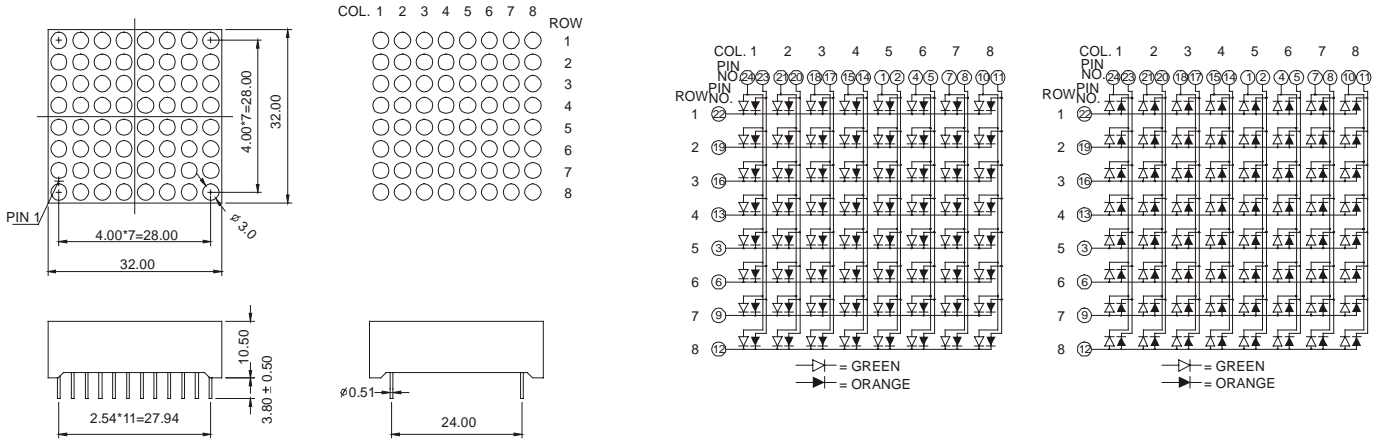 COL. 1 2 3 4 5 6 7 8
ROW
1
2
3
4
5
6
7
8
4.00*7=28.00
32.00
PIN 1
ø3.0
4.00*7=28.00
32.00
10.50
3.80 ± 0.50
2.54*11=27.94
ø0.51
24.00
COL. 1 2 3 4 5 6 7 8
PIN
NO. 24 23 21 20 18 17 15 14 1 2 4 5 7 8 10 11
ROW PIN
NO.
1 22
2 19
3 16
4 13
5 3
6 6
7 9
8 12
= GREEN
= ORANGE
COL. 1 2 3 4 5 6 7 8
PIN
NO. 24 23 21 20 18 17 15 14 1 2 4 5 7 8 10 11
ROW PIN
NO.
1 22
2 19
3 16
4 13
5 3
6 6
7 9
8 12
= GREEN
= ORANGE